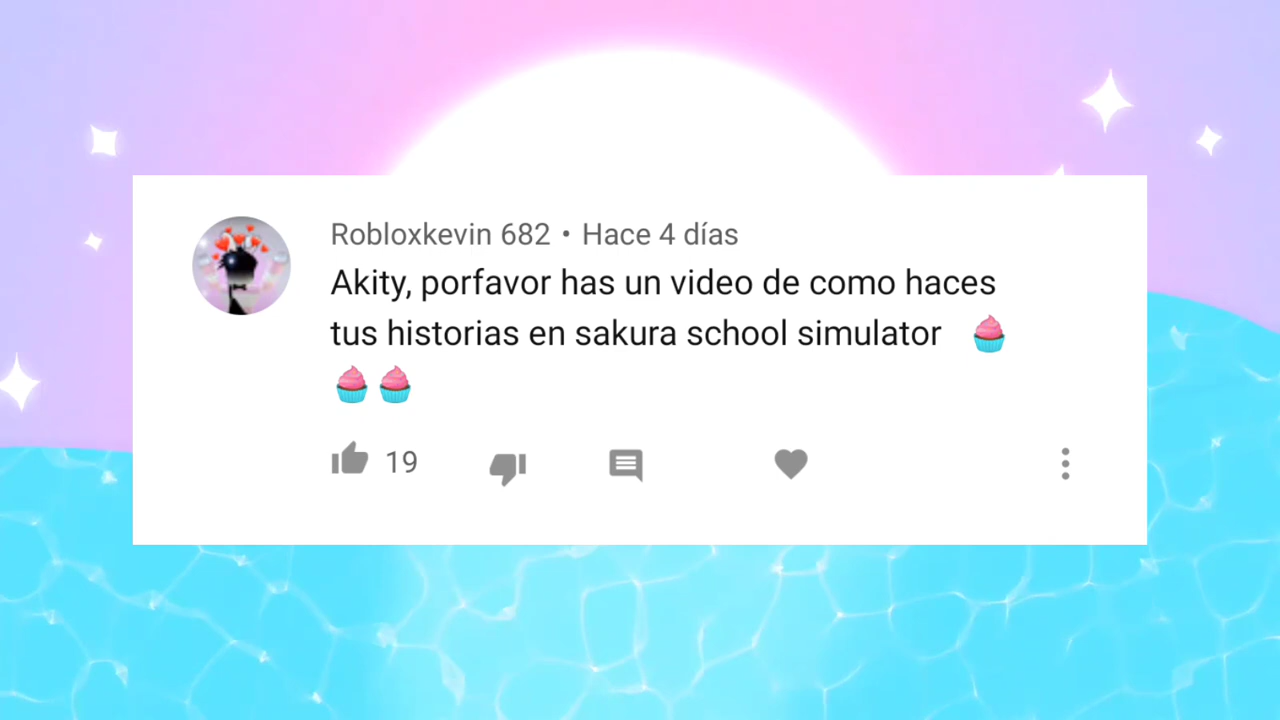 Robloxkevin 682 • Hace 4 días
Akity, porfavor has un video de como haces
tus historias en sakura school simulator 🧁
🧁🧁
19